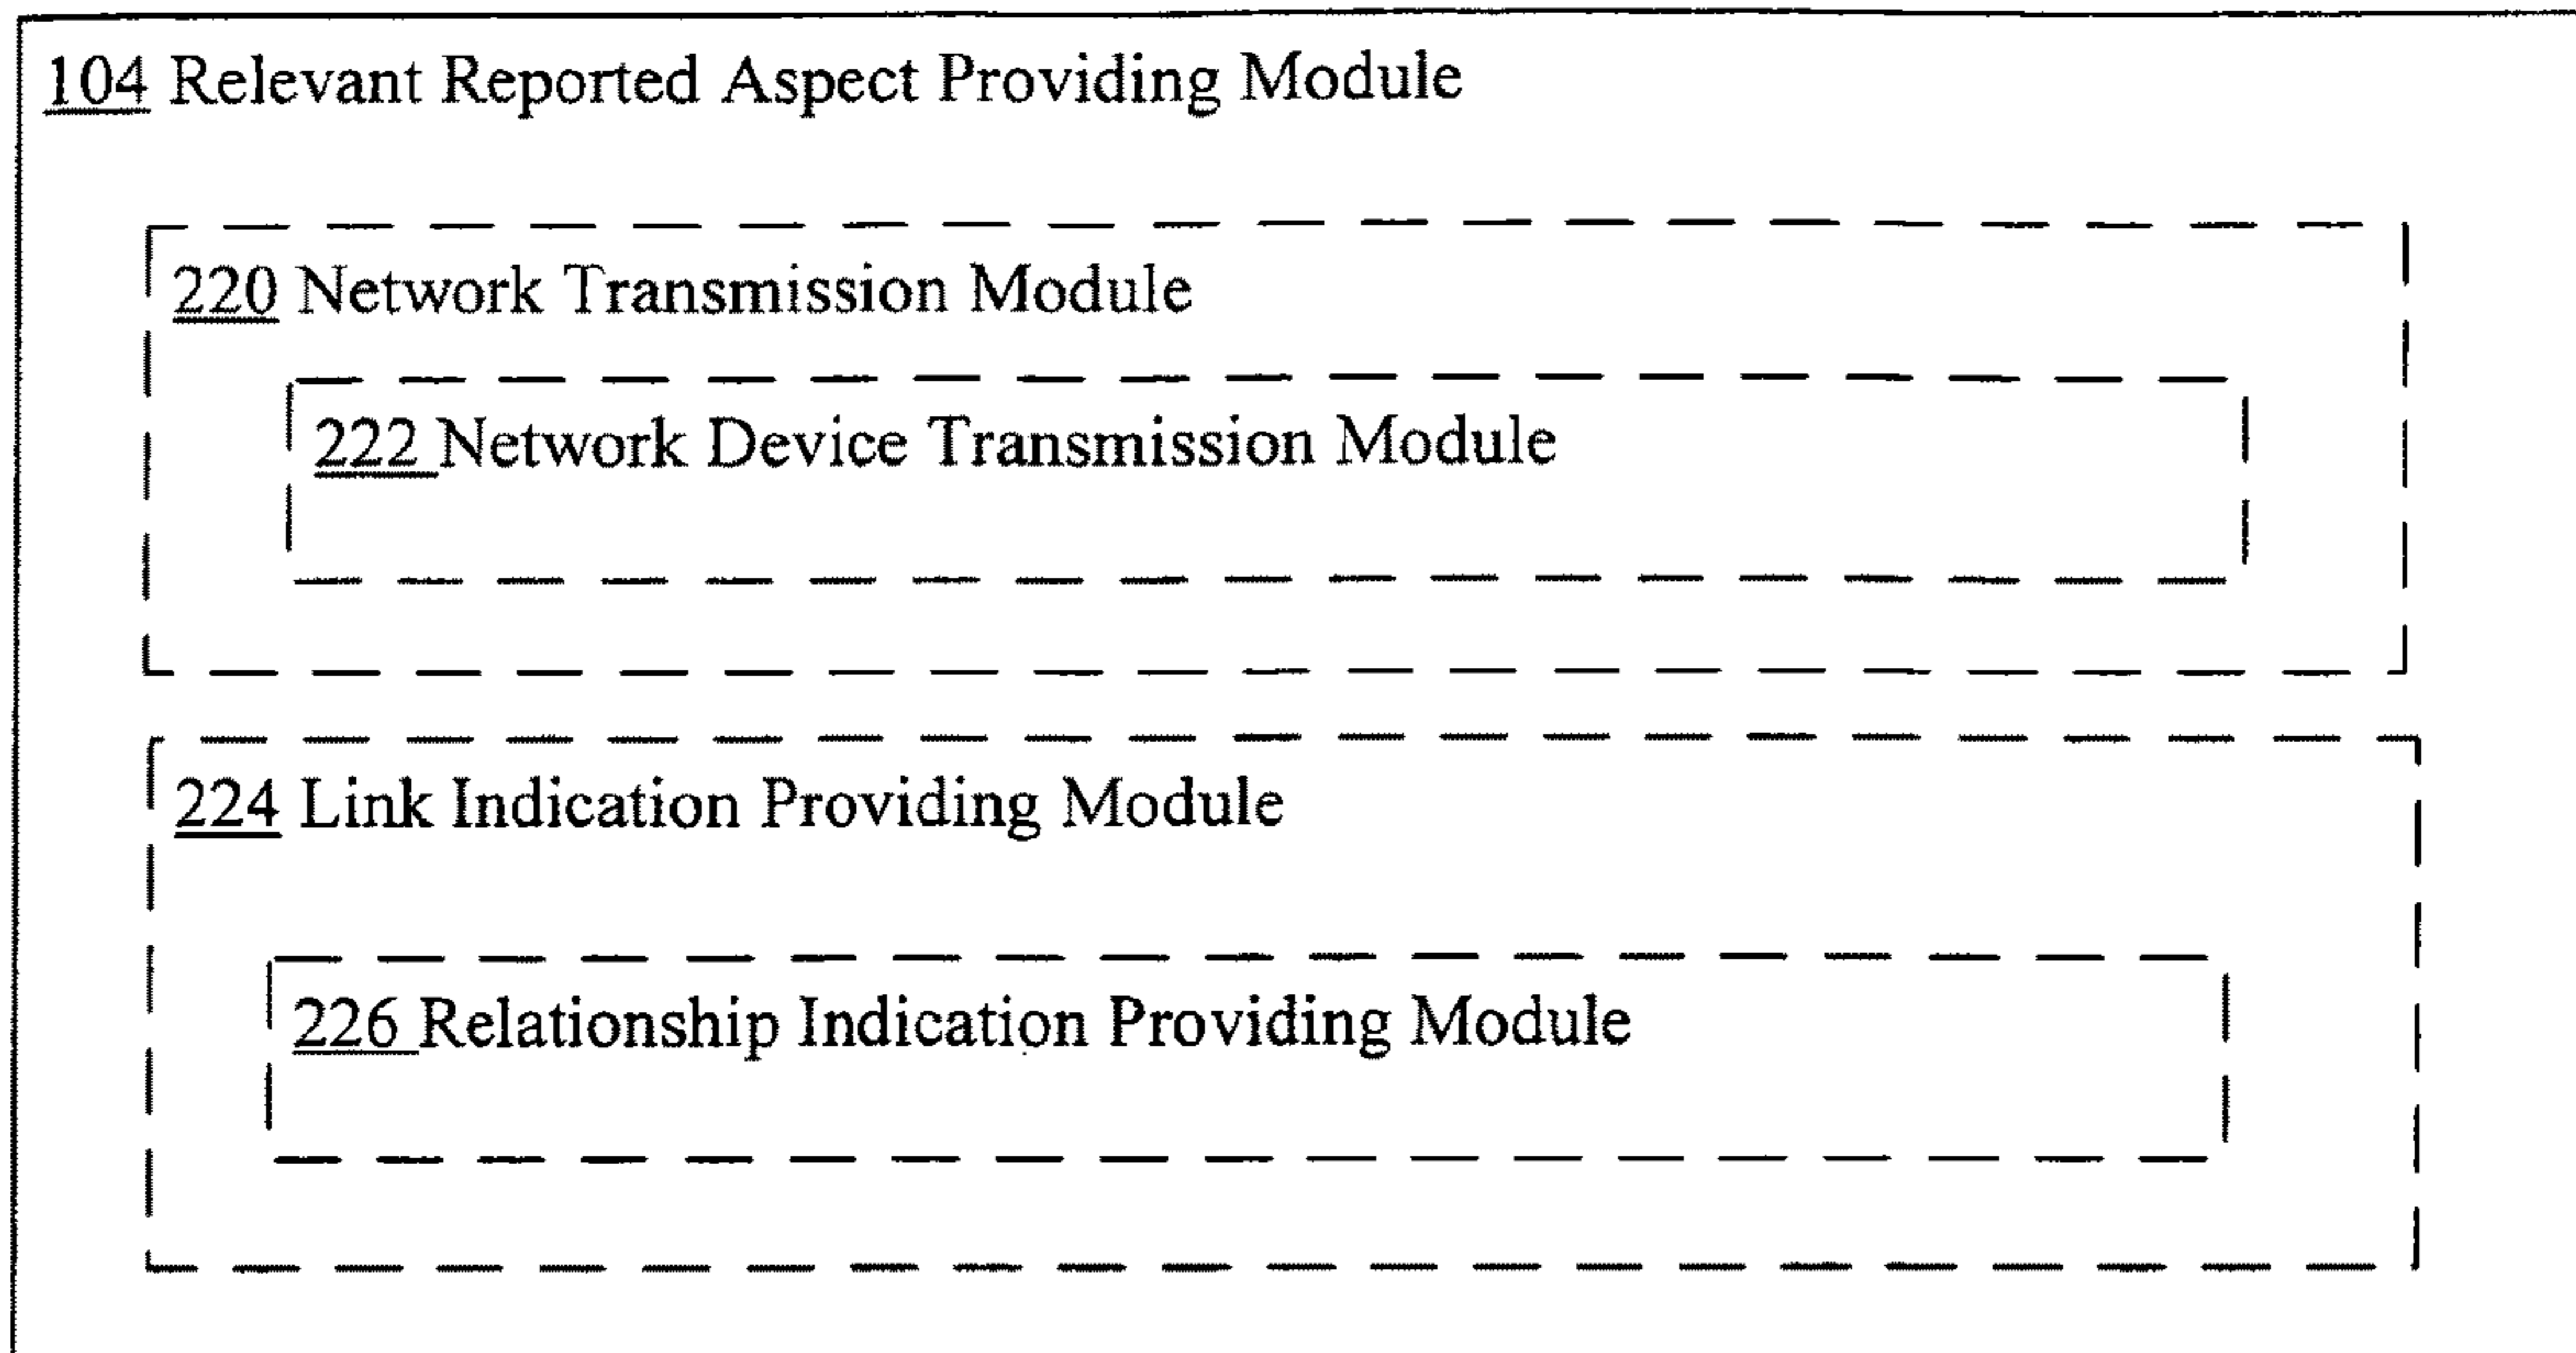 104 Relevant Reported Aspect Providing Module
220 Network Transmission Module
222 Network Device Transmission Module
224 Link Indication Providing Module
226 Relationship Indication Providing Module